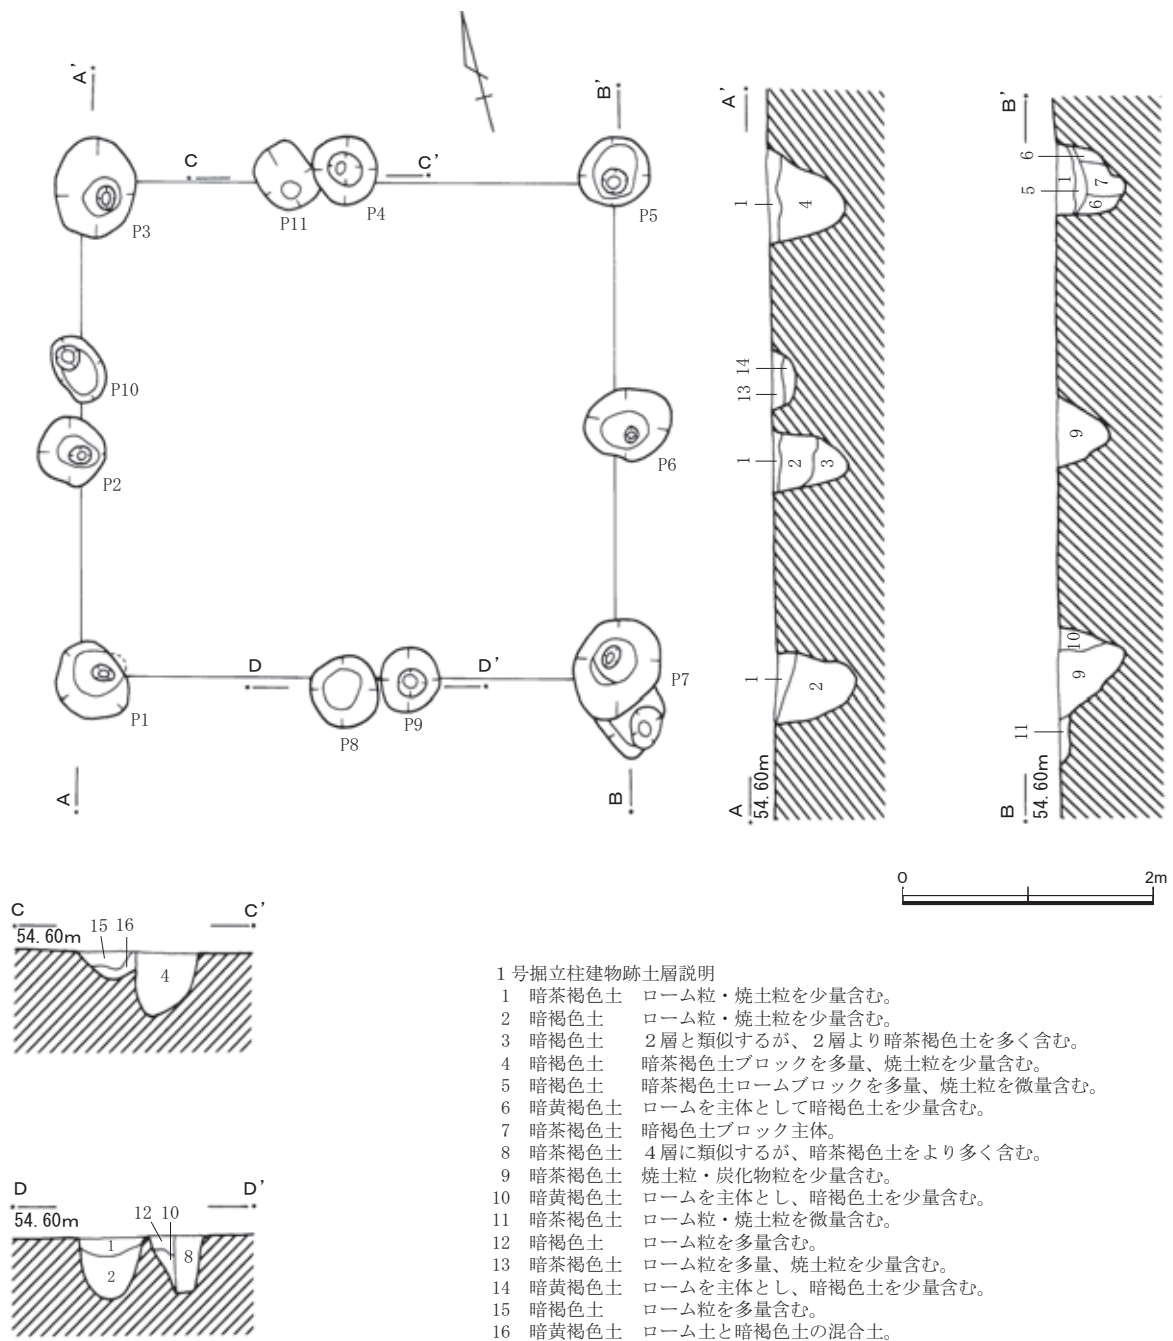 A'
B'
C
C'
P3
P11
P4
P5
P10
P2
P6
D
D'
P1
P8
P9
P7
A
B
A'
1
4
14
13
1
2
3
1
2
A
54.60m
B'
6
1
5
7
6
9
10
9
11
B
54.60m
0
2m
C
C'
54.60m
15
16
4
D
D'
54.60m
12
10
1
2
8
1号掘立柱建物跡土層説明
1 暗茶褐色土 ローム粒・焼土粒を少量含む。
2 暗褐色土 ローム粒・焼土粒を少量含む。
3 暗褐色土 2層と類似するが、2層より暗茶褐色土を多く含む。
4 暗褐色土 暗茶褐色土ブロックを多量、焼土粒を少量含む。
5 暗褐色土 暗茶褐色土ロームブロックを多量、焼土粒を微量含む。
6 暗黄褐色土 ロームを主体として暗褐色土を少量含む。
7 暗茶褐色土 暗褐色土ブロック主体。
8 暗茶褐色土 4層に類似するが、暗茶褐色土をより多く含む。
9 暗茶褐色土 焼土粒・炭化物粒を少量含む。
10 暗黄褐色土 ロームを主体とし、暗褐色土を少量含む。
11 暗茶褐色土 ローム粒・焼土粒を微量含む。
12 暗褐色土 ローム粒を多量含む。
13 暗茶褐色土 ローム粒を多量、焼土粒を少量含む。
14 暗黄褐色土 ロームを主体とし、暗褐色土を少量含む。
15 暗褐色土 ローム粒を多量含む。
16 暗黄褐色土 ローム土と暗褐色土の混合土。